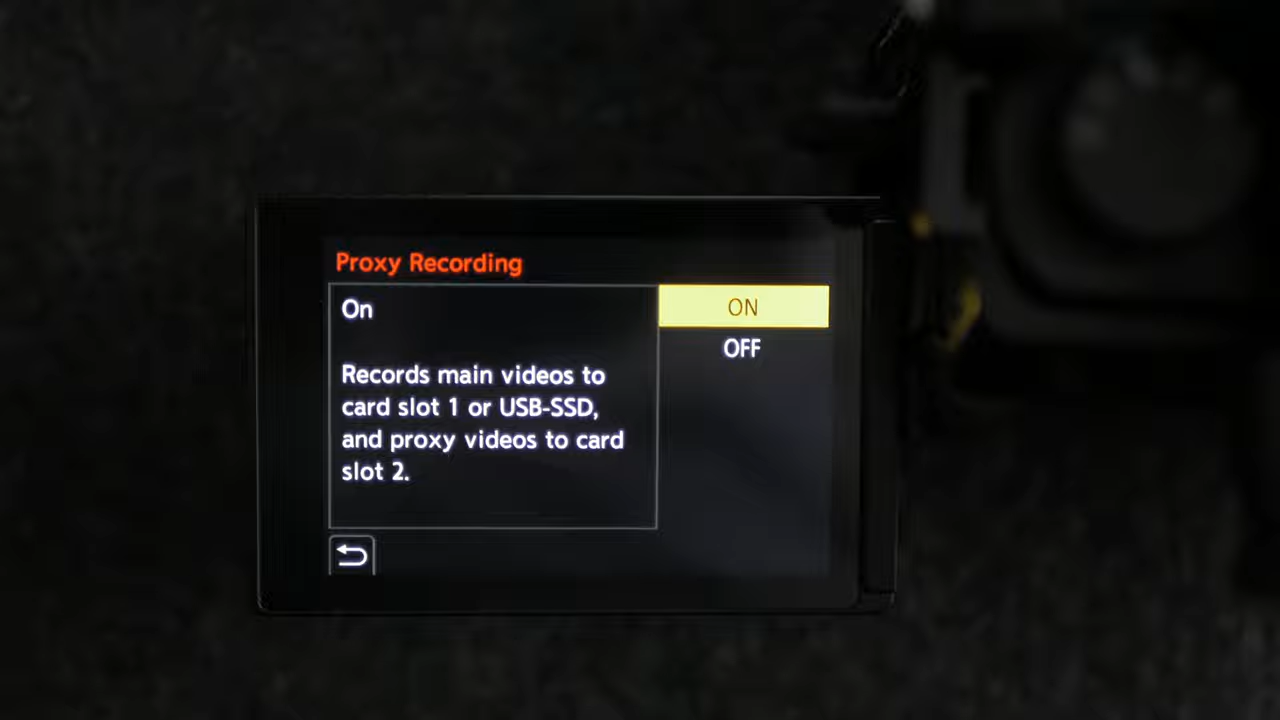 Proxy Recording
On
ON
OFF
Records main videos to
card slot 1 or USB-SSD,
and proxy videos to card
slot 2.